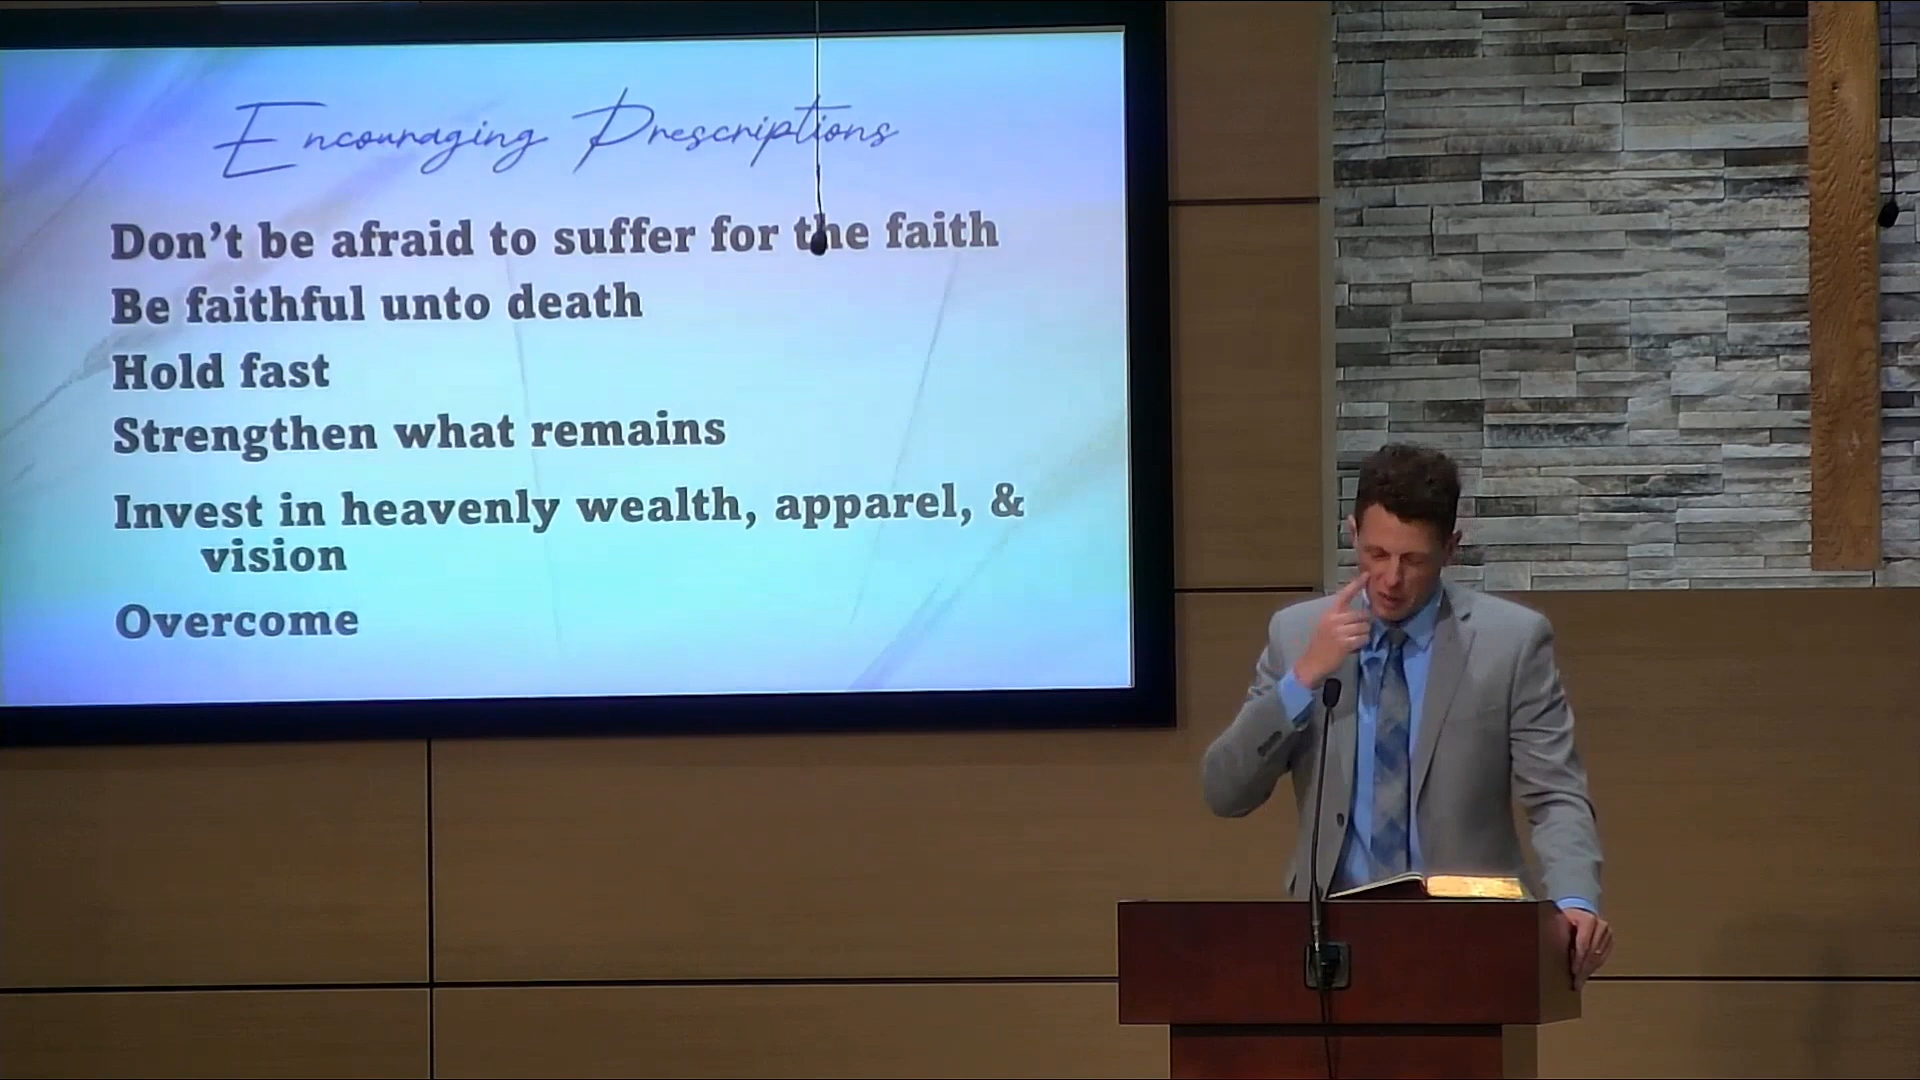 Encouraging Prescriptions
Don't be afraid to suffer for the faith
Be faithful unto death
Hold fast
Strengthen what remains
Invest in heavenly wealth, apparel, &
vision
Overcome